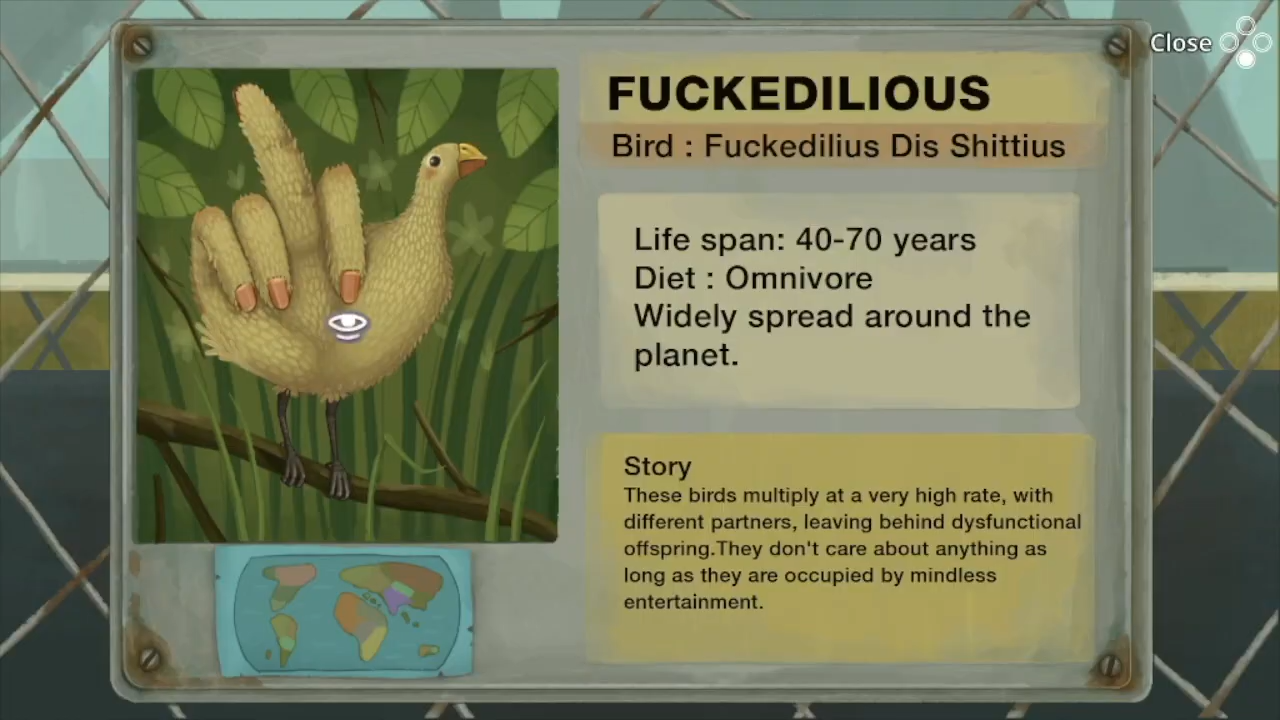 Close
FUCKEDILIOUS
Bird : Fuckedilius Dis Shittius
Life span: 40-70 years
Diet : Omnivore
Widely spread around the
planet.
Story
These birds multiply at a very high rate, with
different partners, leaving behind dysfunctional
offspring.They don't care about anything as
long as they are occupied by mindless
entertainment.